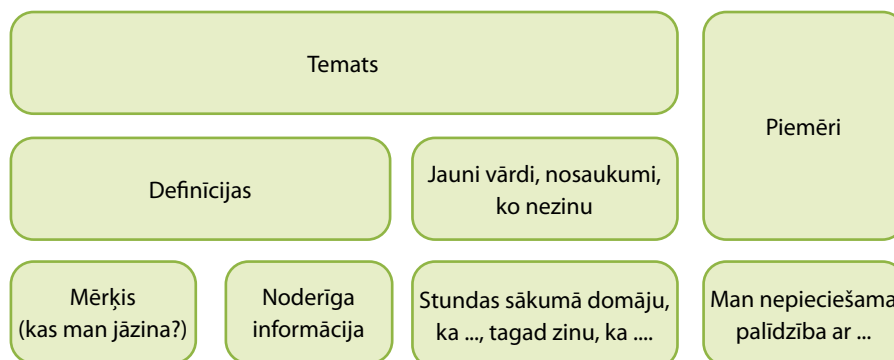 Temats
Piemēri
Definīcijas
Jauni vārdi, nosaukumi,
ko nezinu
Mērķis
(kas man jāzina?)
Noderīga
informācija
Stundas sākumā domāju,
ka ..., tagad zinu, ka ....
Man nepieciešama
palīdzība ar ...